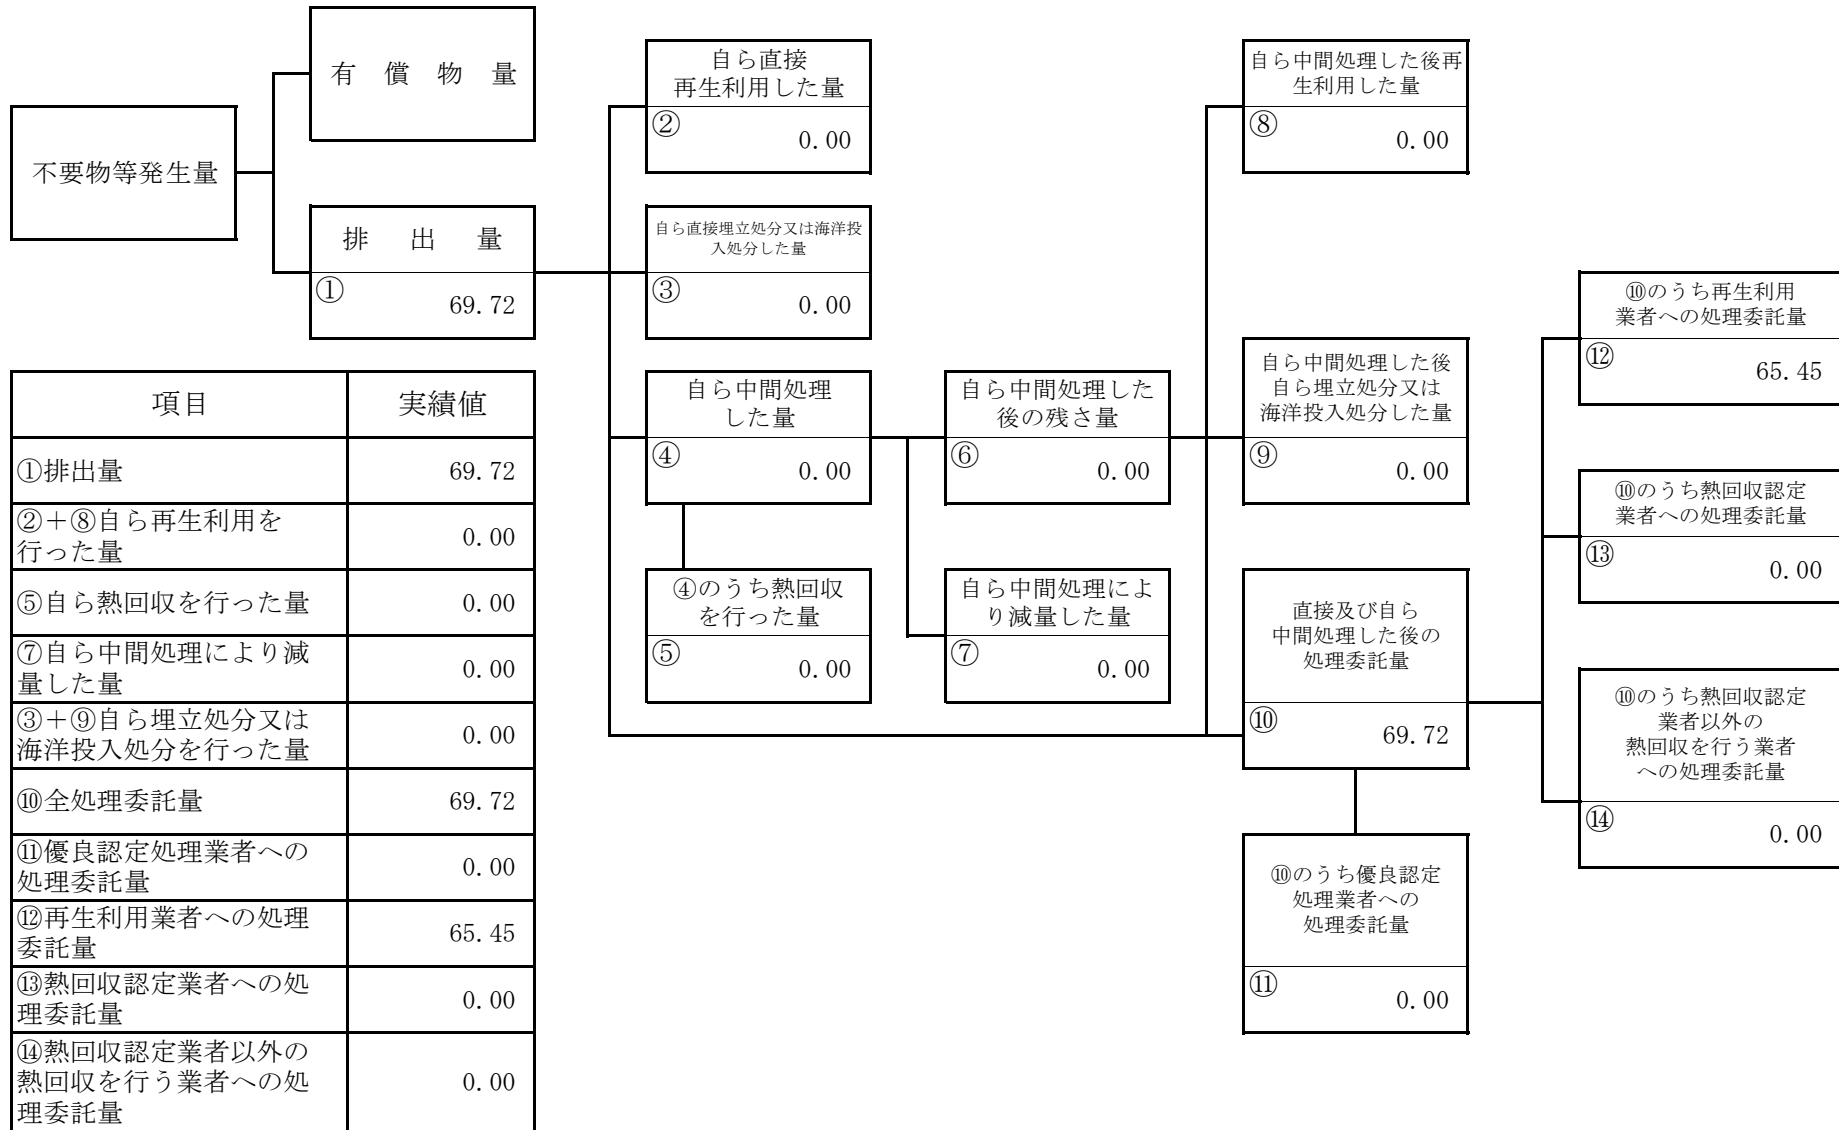 有 償 物 量
不要物等発生量
排 出 量
①
69.72
自ら直接
再生利用した量
②
0.00
自ら直接埋立処分又は海洋投
入処分した量
③
0.00
自ら中間処理
した量
④
0.00
④のうち熱回収
を行った量
⑤
0.00
自ら中間処理した
後の残さ量
⑥
0.00
自ら中間処理によ
り減量した量
⑦
0.00
自ら中間処理した後再
生利用した量
⑧
0.00
自ら中間処理した後
自ら埋立処分又は
海洋投入処分した量
⑨
0.00
直接及び自ら
中間処理した後の
処理委託量
⑩
69.72
⑩のうち優良認定
処理業者への
処理委託量
⑪
0.00
⑩のうち再生利用
業者への処理委託量
⑫
65.45
⑩のうち熱回収認定
業者への処理委託量
⑬
0.00
⑩のうち熱回収認定
業者以外の
熱回収を行う業者
への処理委託量
⑭
0.00
項目 実績値
①排出量 69.72
②＋⑧自ら再生利用を
行った量 0.00
⑤自ら熱回収を行った量 0.00
⑦自ら中間処理により減
量した量 0.00
③＋⑨自ら埋立処分又は
海洋投入処分を行った量 0.00
⑩全処理委託量 69.72
⑪優良認定処理業者への
処理委託量 0.00
⑫再生利用業者への処理
委託量 65.45
⑬熱回収認定業者への処
理委託量 0.00
⑭熱回収認定業者以外の
熱回収を行う業者への処
理委託量 0.00